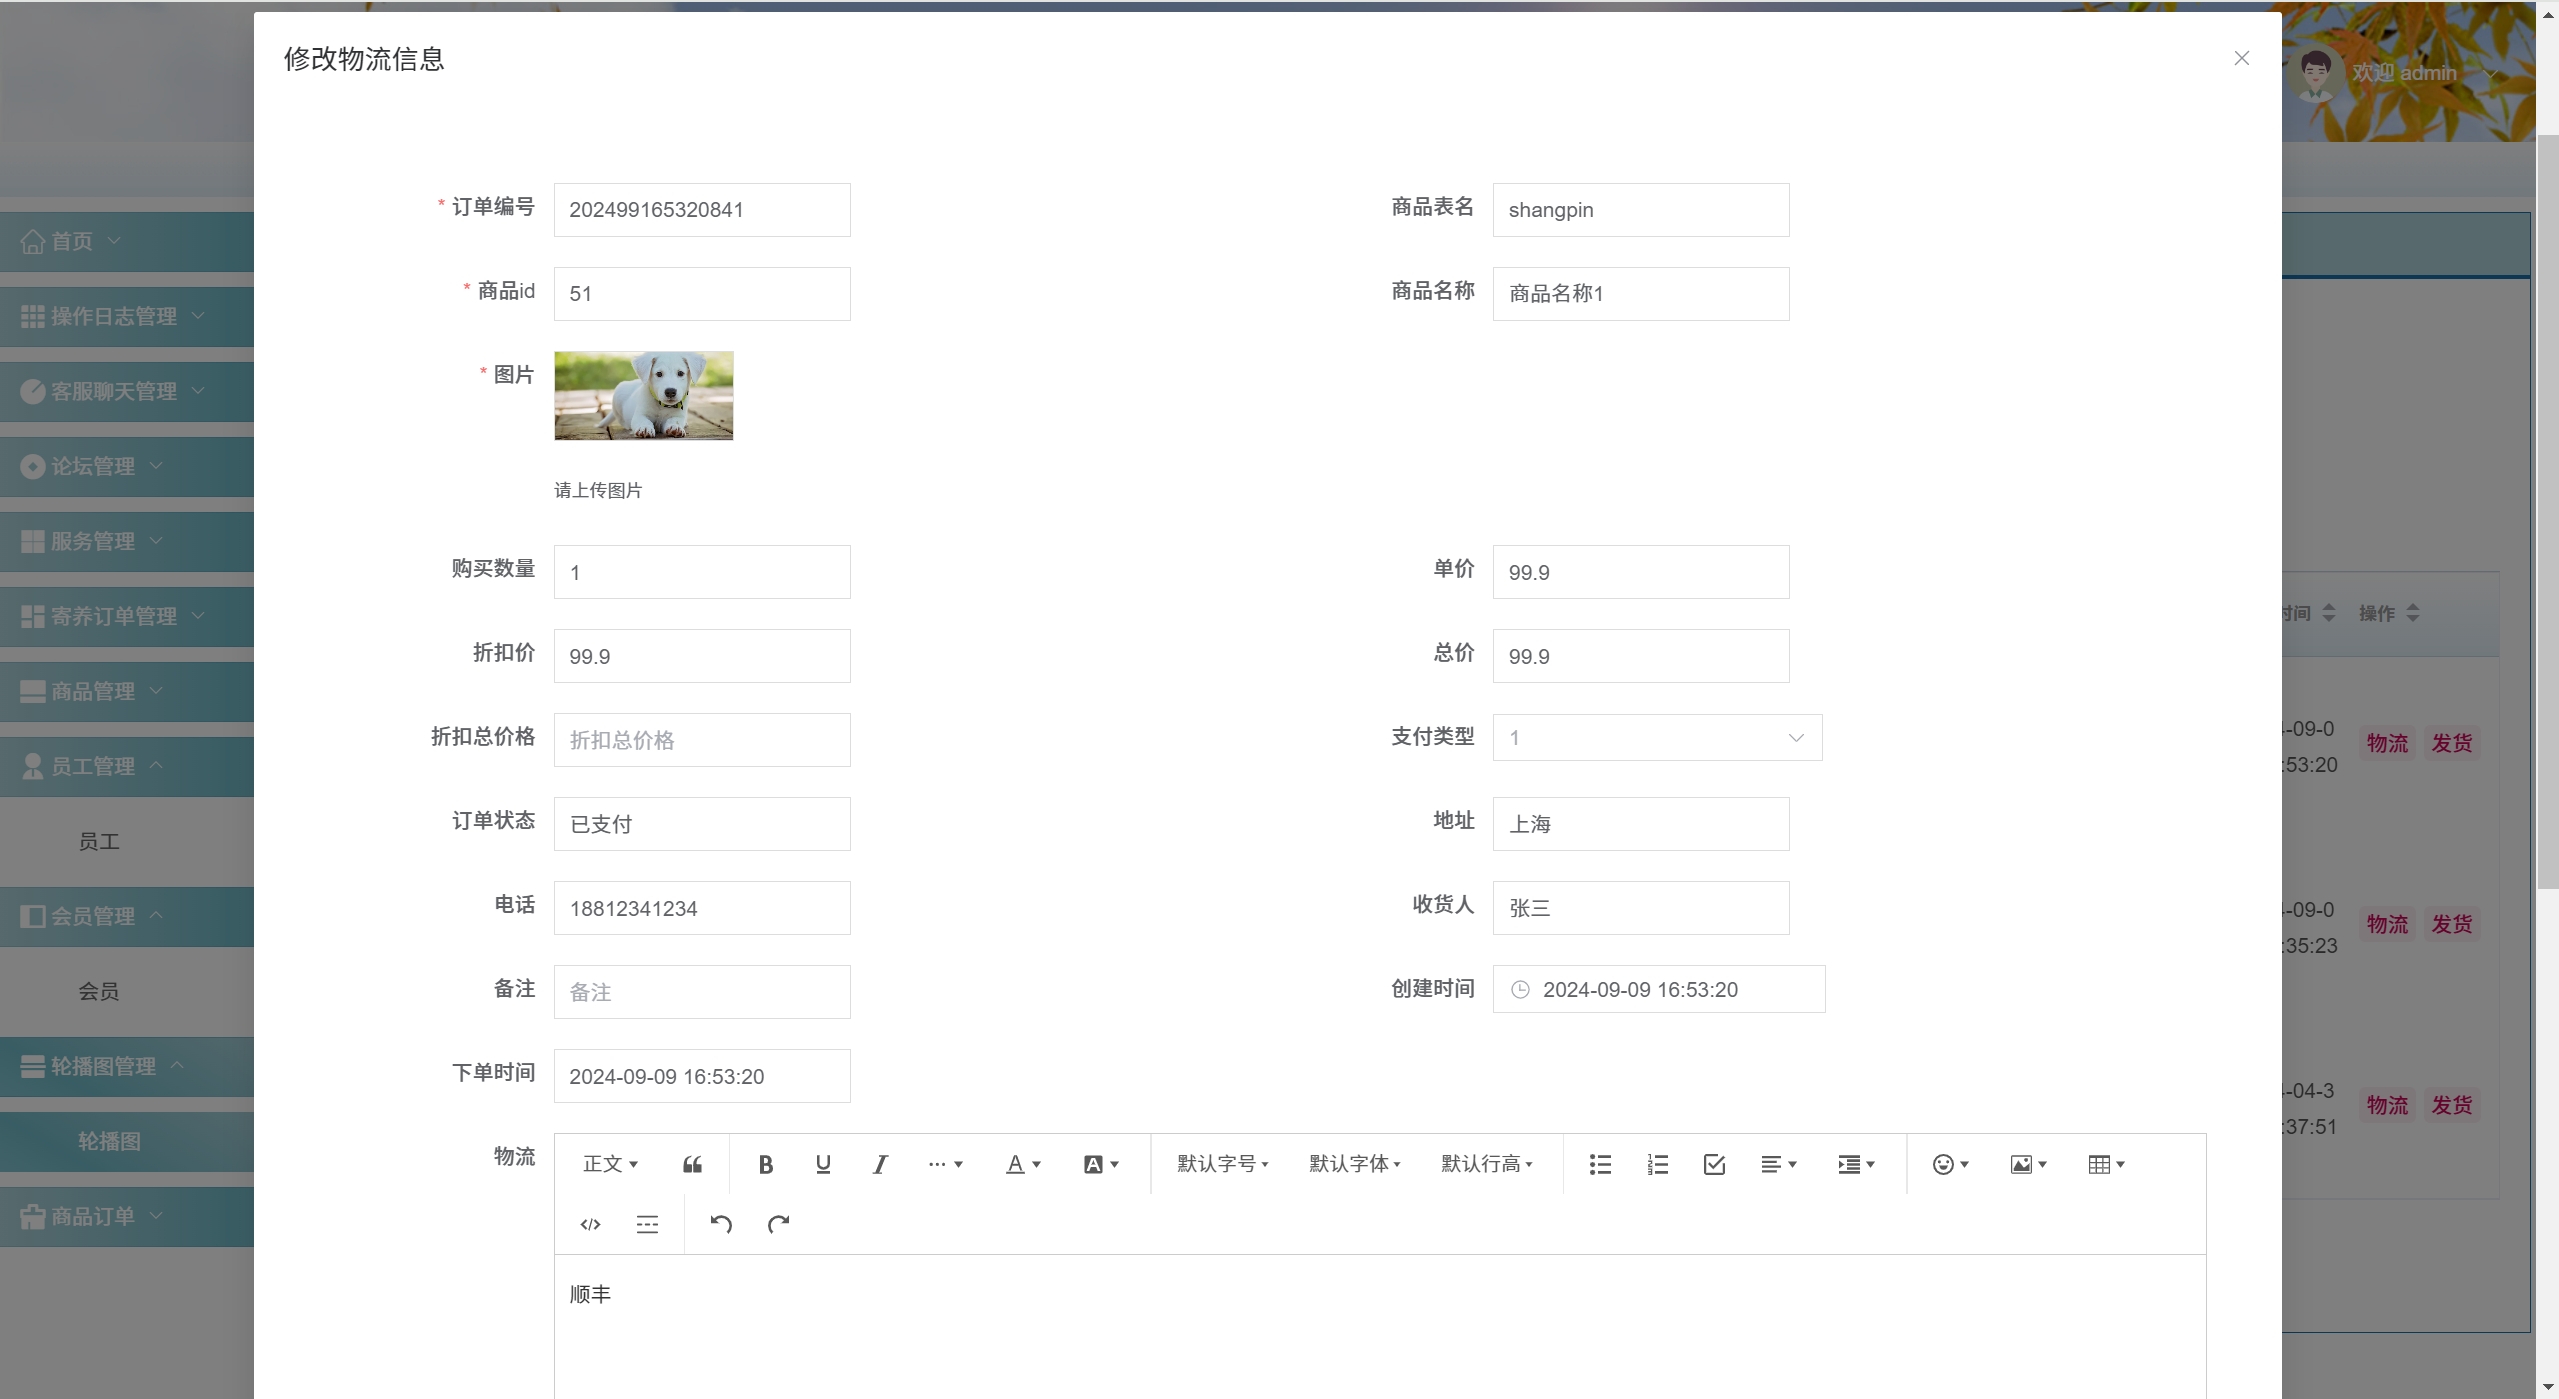 修改物流信息
欢迎 admin
* 订单编号 202499165320841 商品表名 shangpin
首页
* 商品id 51 商品名称 商品名称1
操作日志管理
* 图片
客服聊天管理
论坛管理
请上传图片
服务管理
购买数量 1 单价 99.9
寄养订单管理
时间 操作
折扣价 99.9 总价 99.9
商品管理
折扣总价格 折扣总价格 支付类型 1
-09-0
物流 发货
员工管理
:53:20
订单状态 已支付 地址 上海
员工
电话 18812341234 收货人 张三
-09-0
会员管理
物流 发货
:35:23
备注 备注 创建时间 2024-09-09 16:53:20
会员
下单时间 2024-09-09 16:53:20
轮播图管理
-04-3
物流 发货
:37:51
轮播图
物流 正文 B U I ··· A A 默认字号 默认字体 默认行高
商品订单
</>
顺丰